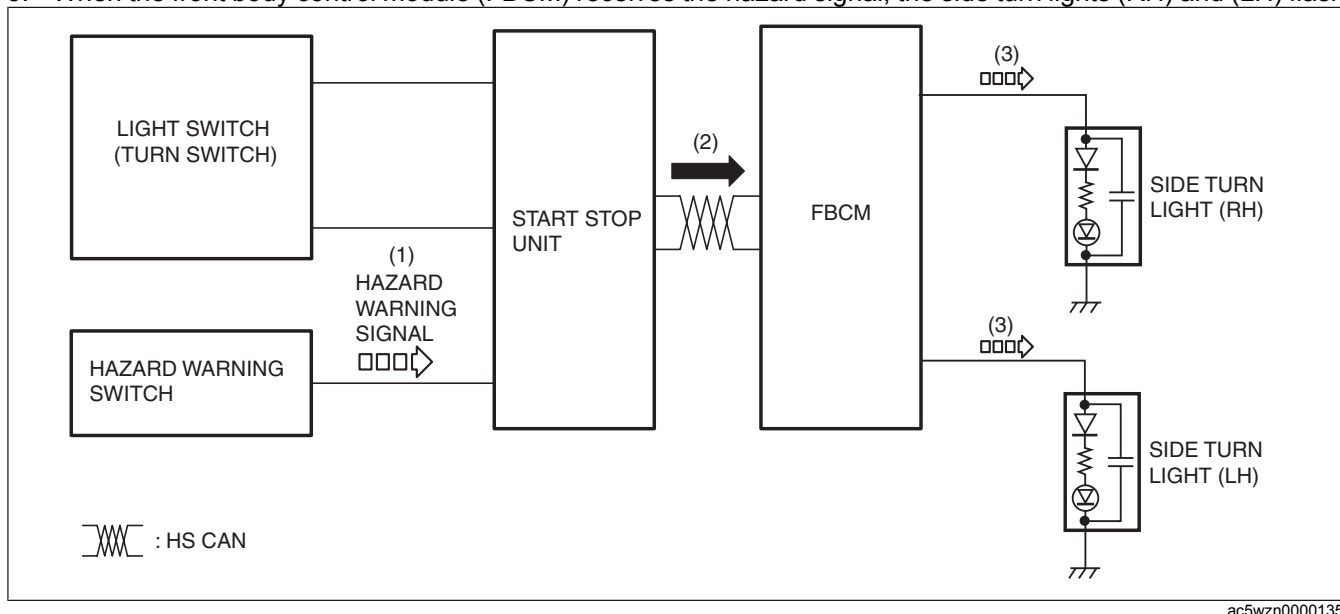 (3)
LIGHT SWITCH
(TURN SWITCH)
(2)
SIDE TURN
LIGHT (RH)
START STOP
UNIT
FBCM
(1)
HAZARD
WARNING
SIGNAL
(3)
HAZARD WARNING
SWITCH
SIDE TURN
LIGHT (LH)
: HS CAN
ac5wzn0000135